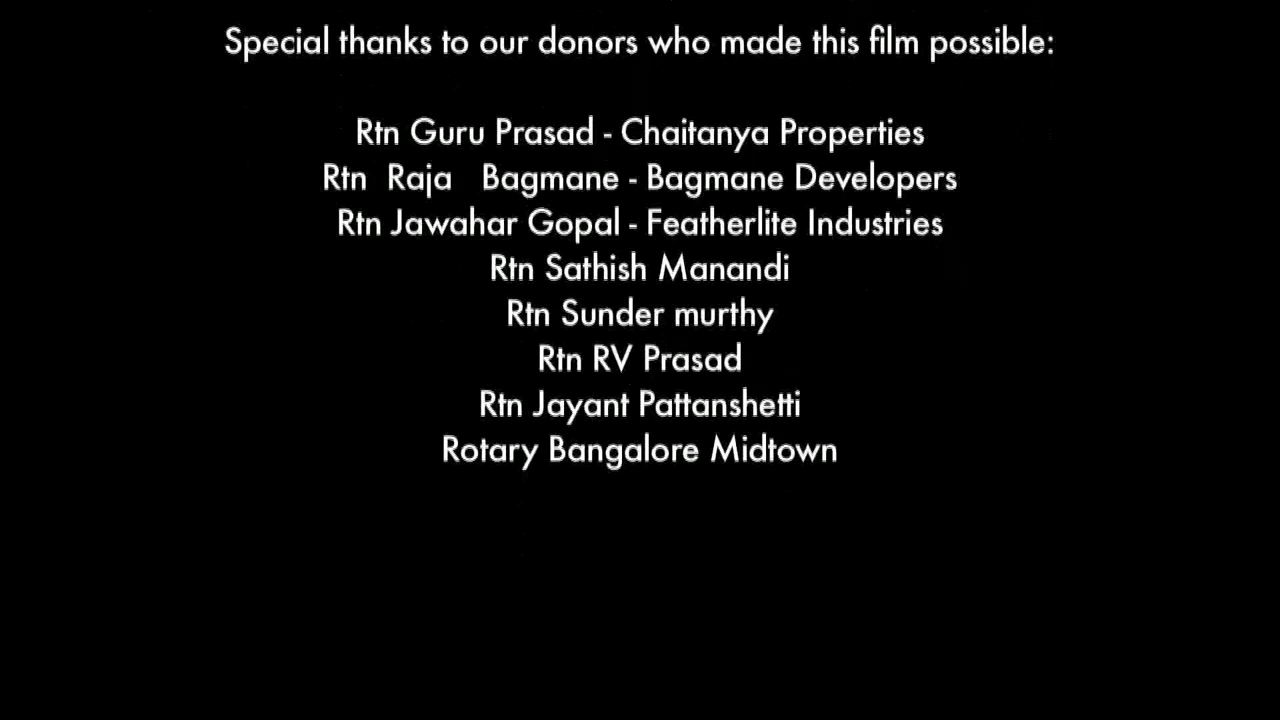 Special thanks to our donors who made this film possible:
Rtn Guru Prasad - Chaitanya Properties
Rtn Raja Bagmane - Bagmane Developers
Rtn Jawahar Gopal - Featherlite Industries
Rtn Sathish Manandi
Rtn Sunder murthy
Rtn RV Prasad
Rtn Jayant Pattanshetti
Rotary Bangalore Midtown